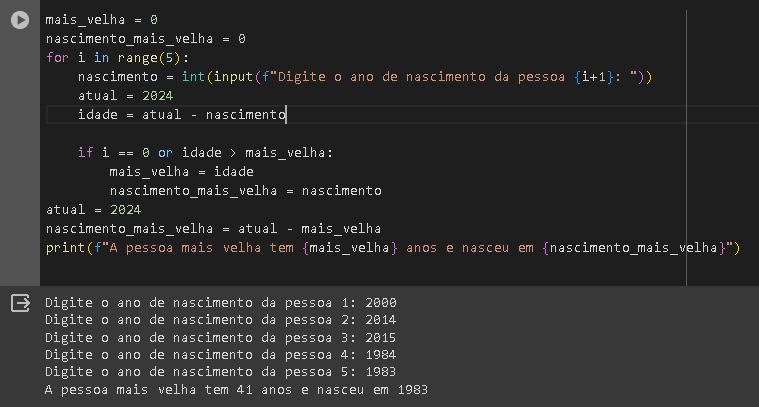 mais_velha = 0
nascimento_mais_velha = 0
for i in range(5):
    nascimento = int(input(f"Digite o ano de nascimento da pessoa {i+1}: "))
    atual = 2024
    idade = atual - nascimento

    if i == 0 or idade > mais_velha:
        mais_velha = idade
        nascimento_mais_velha = nascimento
atual = 2024
nascimento_mais_velha = atual - mais_velha
print(f"A pessoa mais velha tem {mais_velha} anos e nasceu em {nascimento_mais_velha}")
Digite o ano de nascimento da pessoa 1: 2000
Digite o ano de nascimento da pessoa 2: 2014
Digite o ano de nascimento da pessoa 3: 2015
Digite o ano de nascimento da pessoa 4: 1984
Digite o ano de nascimento da pessoa 5: 1983
A pessoa mais velha tem 41 anos e nasceu em 1983